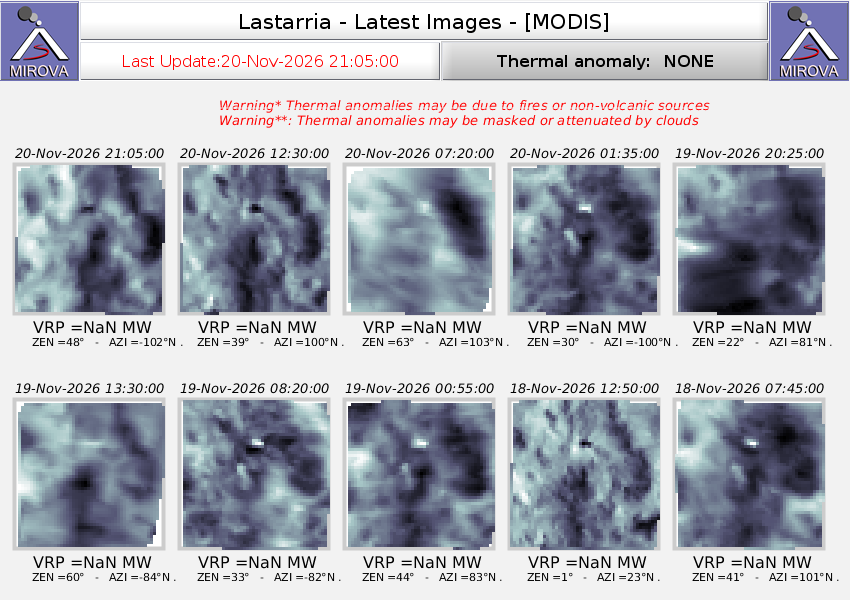 Lastarria - Latest Images - [MODIS]
MIROVA
Last Update:20-Nov-2026 21:05:00
Thermal anomaly: NONE
MIROVA
Warning* Thermal anomalies may be due to fires or non-volcanic sources
Warning**: Thermal anomalies may be masked or attenuated by clouds
20-Nov-2026 21:05:00 20-Nov-2026 12:30:00 20-Nov-2026 07:20:00 20-Nov-2026 01:35:00 19-Nov-2026 20:25:00
VRP =NaN MW VRP =NaN MW VRP =NaN MW VRP =NaN MW VRP =NaN MW
ZEN =48° - AZI =-102°N . ZEN =39° - AZI =100°N . ZEN =63° - AZI =103°N . ZEN =30° - AZI =-100°N . ZEN =22° - AZI =81°N .
19-Nov-2026 13:30:00 19-Nov-2026 08:20:00 19-Nov-2026 00:55:00 18-Nov-2026 12:50:00 18-Nov-2026 07:45:00
VRP =NaN MW VRP =NaN MW VRP =NaN MW VRP =NaN MW VRP =NaN MW
ZEN =60° - AZI =-84°N . ZEN =33° - AZI =-82°N . ZEN =44° - AZI =83°N . ZEN =1° - AZI =23°N . ZEN =41° - AZI =101°N .